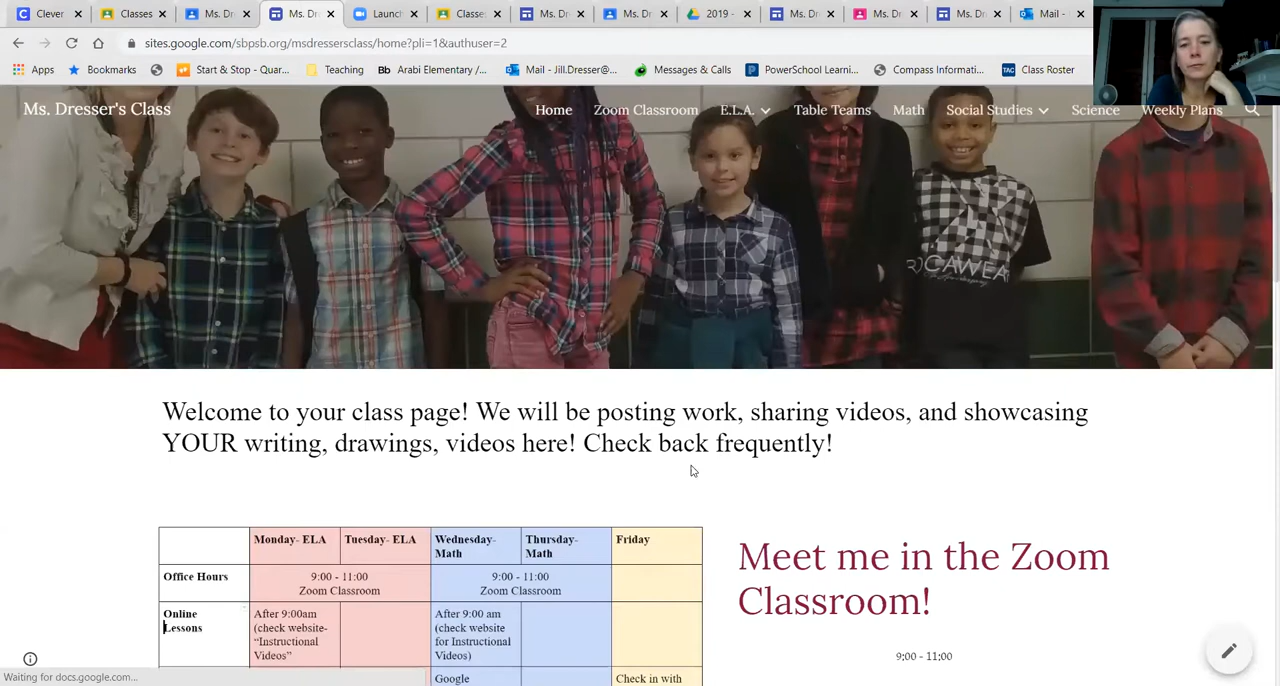 Clever
Classes
Ms. Dr
Ms. Dr
Launch
Classe
Ms. Dr
Ms. Dr
2019 -
Ms. Dr
Ms. Dr
Ms. Dr
Mail -
sites.google.com/sbpsb.org/msdressersclass/home?pli=1&authuser=2
Apps
Bookmarks
Start & Stop - Quar...
Teaching
Bb Arabi Elementary /...
Mail - Jill.Dresser@...
Messages & Calls
PowerSchool Learni...
Compass Informati...
TAC Class Roster
Ms. Dresser's Class
Home
Zoom Classroom
E.L.A.
Table Teams
Math
Social Studies
Science
Weekly Plans
ROCAWEA
Welcome to your class page! We will be posting work, sharing videos, and showcasing
YOUR writing, drawings, videos here! Check back frequently!
Monday- ELA
Tuesday- ELA
Wednesday-
Math
Thursday-
Math
Friday
Office Hours
9:00 - 11:00
Zoom Classroom
9:00 - 11:00
Zoom Classroom
Online
Lessons
After 9:00am
(check website-
“Instructional
Videos”
After 9:00 am
(check website
for Instructional
Videos)
Google
Check in with
Meet me in the Zoom
Classroom!
9:00 - 11:00
Waiting for docs.google.com...